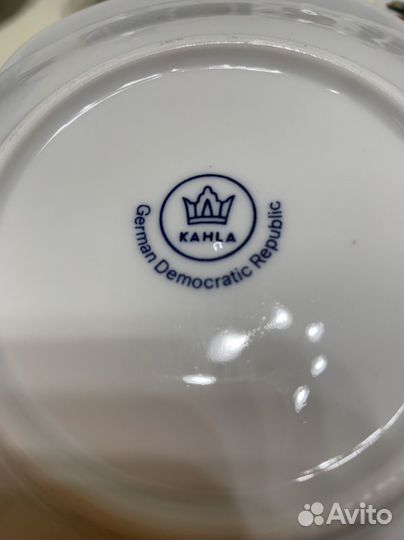 KAHLA
German Democratic Republic
Avito